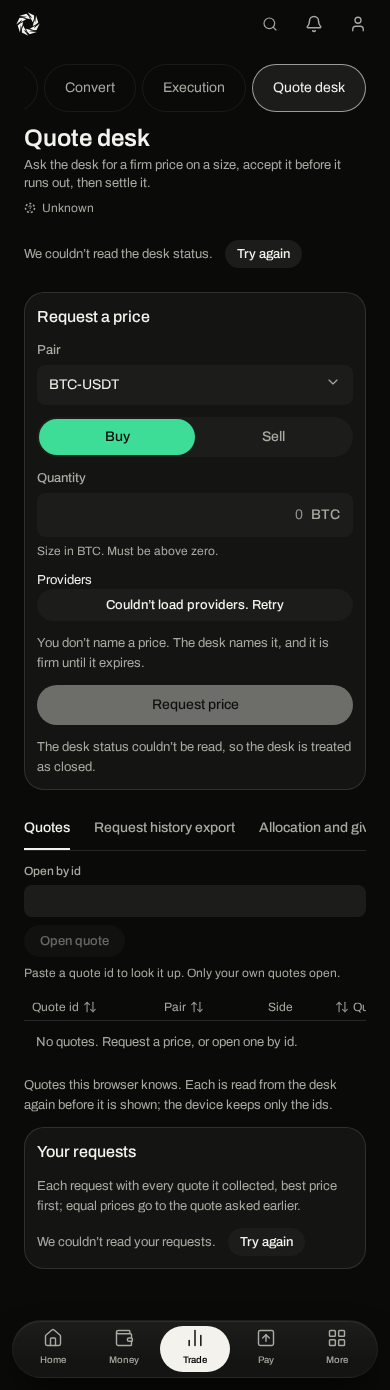 Convert
Execution
Quote desk
Quote desk
Ask the desk for a firm price on a size, accept it before it
runs out, then settle it.
Unknown
We couldn't read the desk status.
Try again
Request a price
Pair
BTC-USDT
Buy
Sell
Quantity
0 BTC
Size in BTC. Must be above zero.
Providers
Couldn't load providers. Retry
You don't name a price. The desk names it, and it is
firm until it expires.
Request price
The desk status couldn't be read, so the desk is treated
as closed.
Quotes
Request history export
Allocation and giv
Open by id
Open quote
Paste a quote id to look it up. Only your own quotes open.
Quote id
Pair
Side
Qu
No quotes. Request a price, or open one by id.
Quotes this browser knows. Each is read from the desk
again before it is shown; the device keeps only the ids.
Your requests
Each request with every quote it collected, best price
first; equal prices go to the quote asked earlier.
We couldn't read your requests.
Try again
Home
Money
Trade
Pay
More